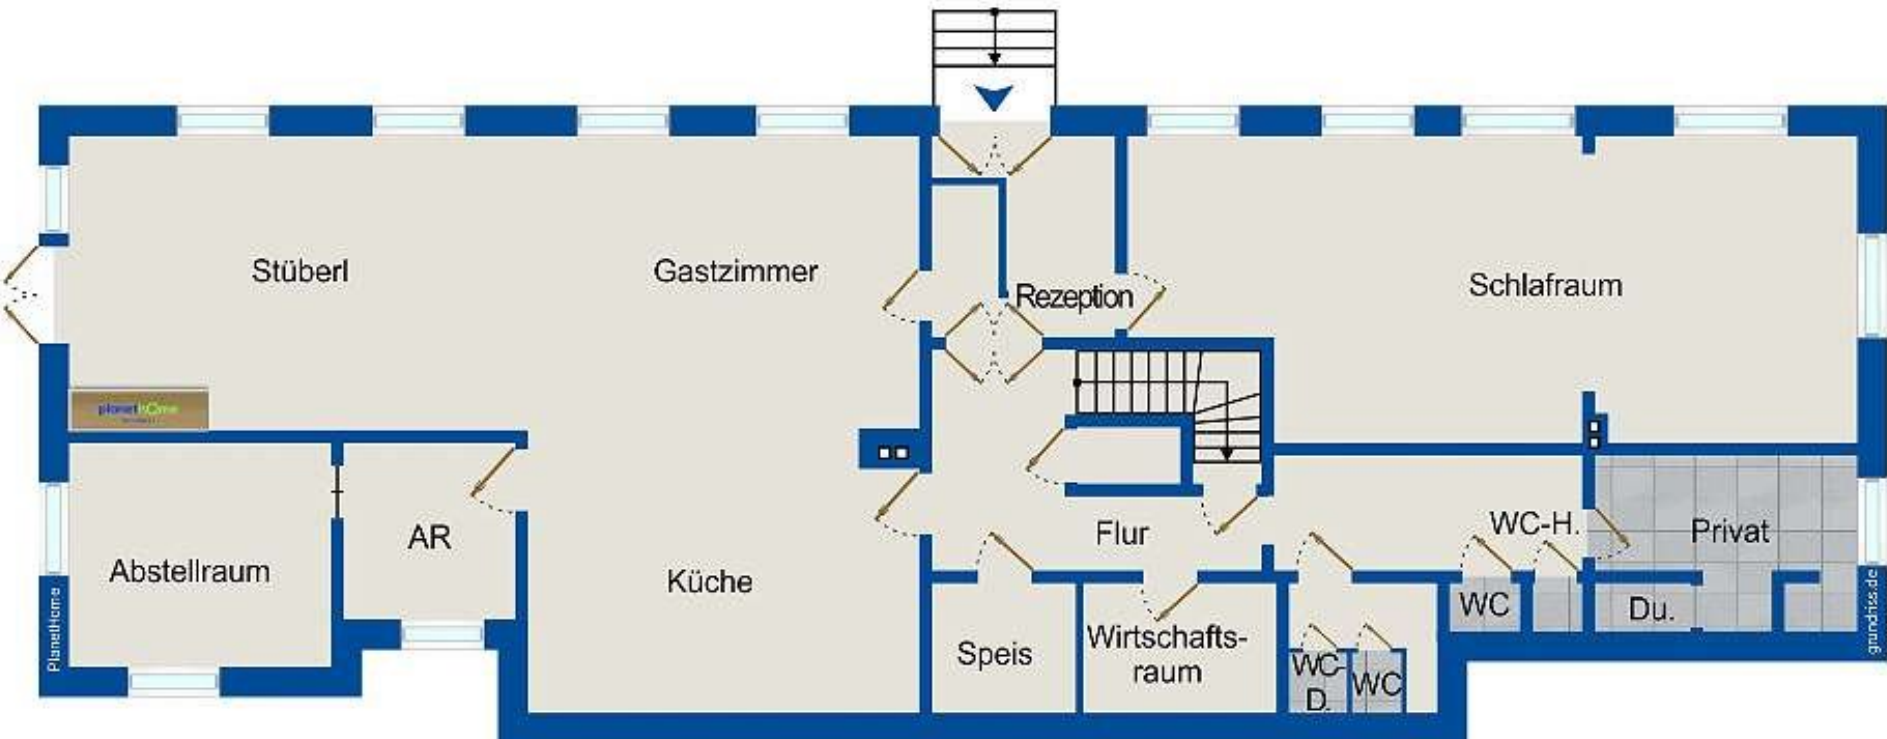 Stüberl
Gastzimmer
Rezeption
Schlafraum
planethome
Abstellraum
AR
Küche
Flur
WC-H.
Privat
Speis
Wirtschafts-
raum
WC-
D.
WC
WC
Du.
PlanetHome
grundriss.de